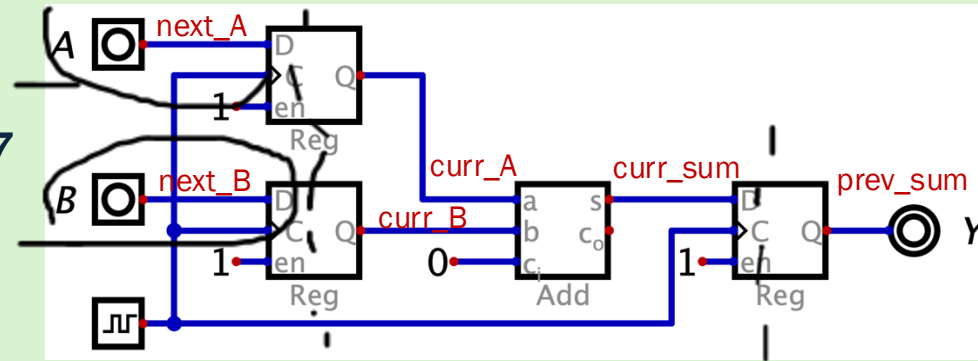 A next_A D Q
C
1 en
Reg
7
curr_A curr_sum prev_sum
B next_B D a s D
C Q curr_B b c₀ C Q Y
1 en 0 cᵢ 1 en
Reg Add Reg